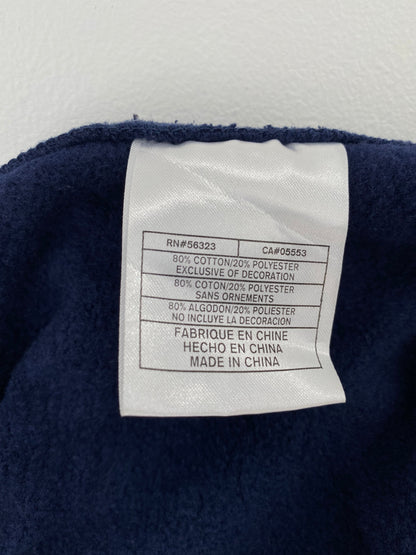 RN#56323 CA#05553
80% COTTON/20% POLYESTER
EXCLUSIVE OF DECORATION
80% COTON/20% POLYESTER
SANS ORNEMENTS
80% ALGODON/20% POLIESTER
NO INCLUYE LA DECORACION
FABRIQUE EN CHINE
HECHO EN CHINA
MADE IN CHINA